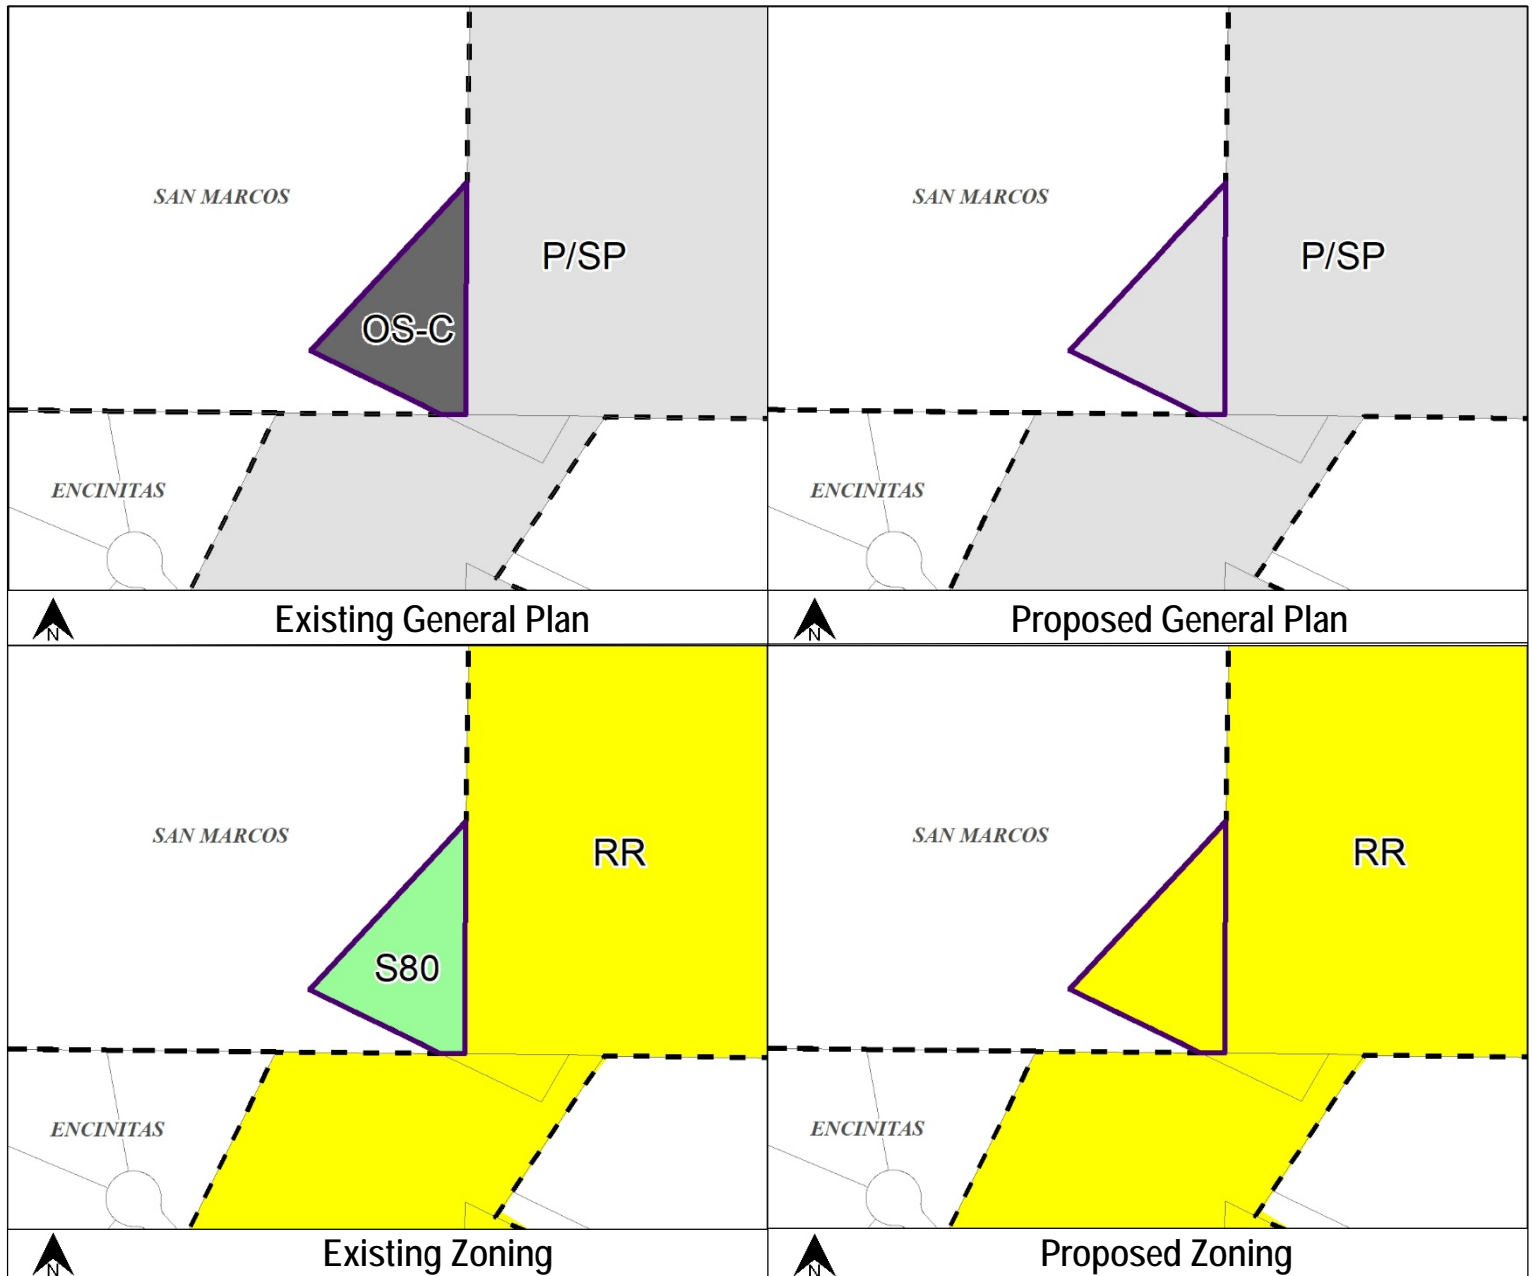 SAN MARCOS
P/SP
OS-C
ENCINITAS
N
Existing General Plan
SAN MARCOS
P/SP
ENCINITAS
N
Proposed General Plan
SAN MARCOS
RR
S80
ENCINITAS
N
Existing Zoning
SAN MARCOS
RR
ENCINITAS
N
Proposed Zoning